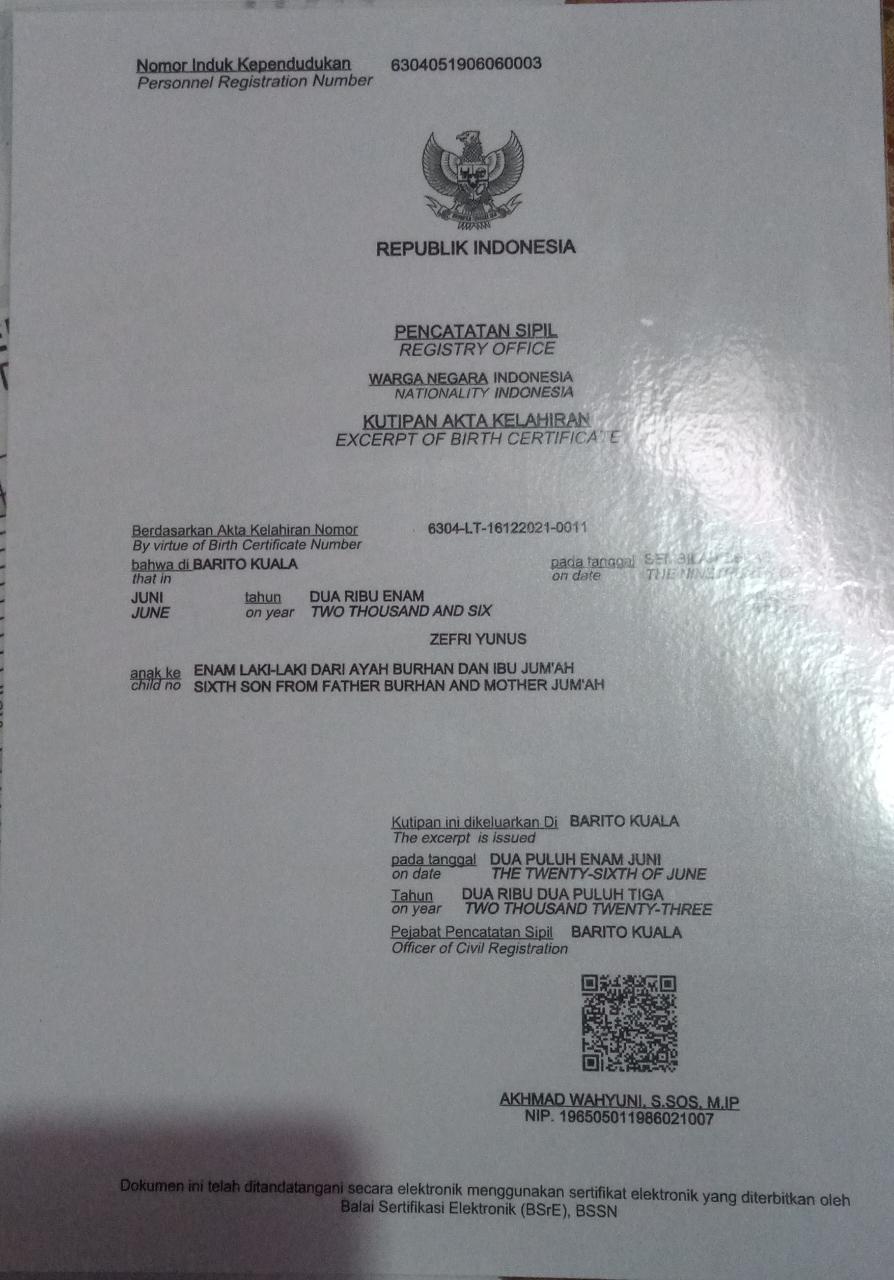 Nomor Induk Kependudukan 6304051906060003
Personnel Registration Number
REPUBLIK INDONESIA
PENCATATAN SIPIL
REGISTRY OFFICE
WARGA NEGARA INDONESIA
NATIONALITY INDONESIA
KUTIPAN AKTA KELAHIRAN
EXCERPT OF BIRTH CERTIFICATE
Berdasarkan Akta Kelahiran Nomor 6304-LT-16122021-0011
By virtue of Birth Certificate Number
bahwa di BARITO KUALA pada tanggal
that in on date
JUNI tahun DUA RIBU ENAM
JUNE on year TWO THOUSAND AND SIX
ZEFRI YUNUS
anak ke ENAM LAKI-LAKI DARI AYAH BURHAN DAN IBU JUM'AH
child no SIXTH SON FROM FATHER BURHAN AND MOTHER JUM'AH
Kutipan ini dikeluarkan Di BARITO KUALA
The excerpt is issued
pada tanggal DUA PULUH ENAM JUNI
on date THE TWENTY-SIXTH OF JUNE
Tahun DUA RIBU DUA PULUH TIGA
on year TWO THOUSAND TWENTY-THREE
Pejabat Pencatatan Sipil BARITO KUALA
Officer of Civil Registration
AKHMAD WAHYUNI, S.SOS, M.IP
NIP. 196505011986021007
Dokumen ini telah ditandatangani secara elektronik menggunakan sertifikat elektronik yang diterbitkan oleh
Balai Sertifikasi Elektronik (BSrE), BSSN